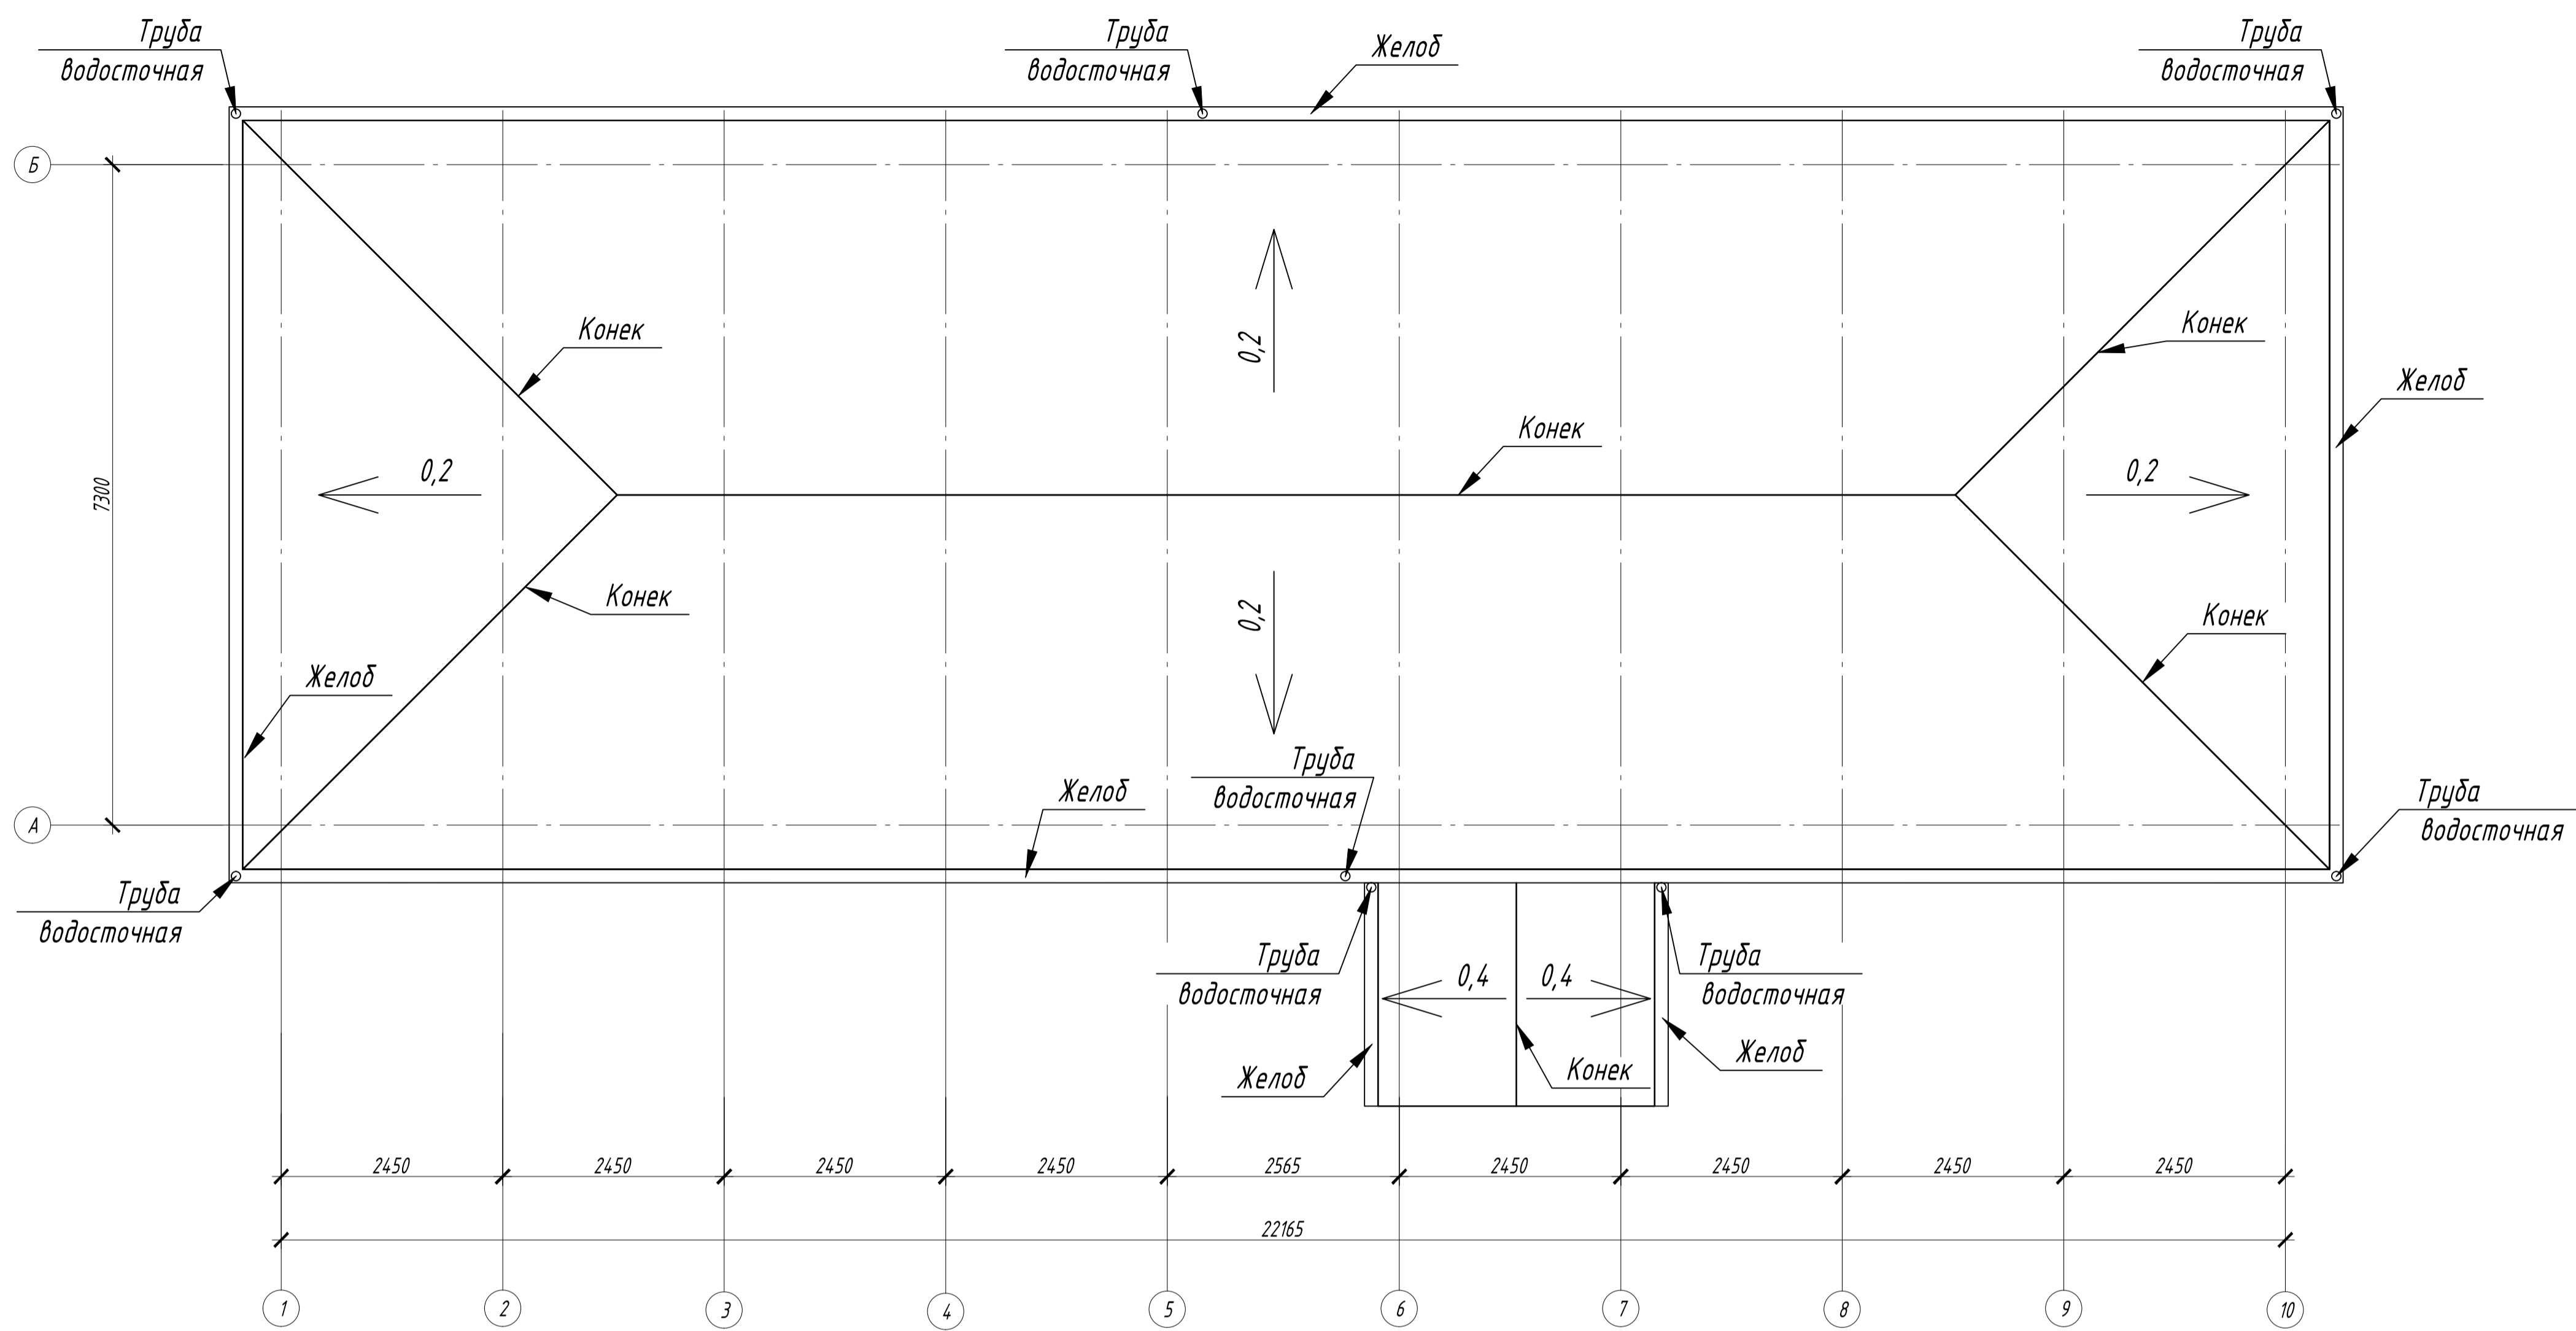 Труба
водосточная
Труба
водосточная
Желоб
Труба
водосточная
Б
Конек
Конек
Желоб
0,2
Конек
0,2
0,2
7300
Конек
0,2
Конек
Желоб
Труба
водосточная
Желоб
Труба
водосточная
А
Труба
водосточная
Труба
водосточная
Труба
водосточная
0,4
0,4
Желоб
Желоб
Конек
2450
2450
2450
2450
2565
2450
2450
2450
2450
22165
1
2
3
4
5
6
7
8
9
10